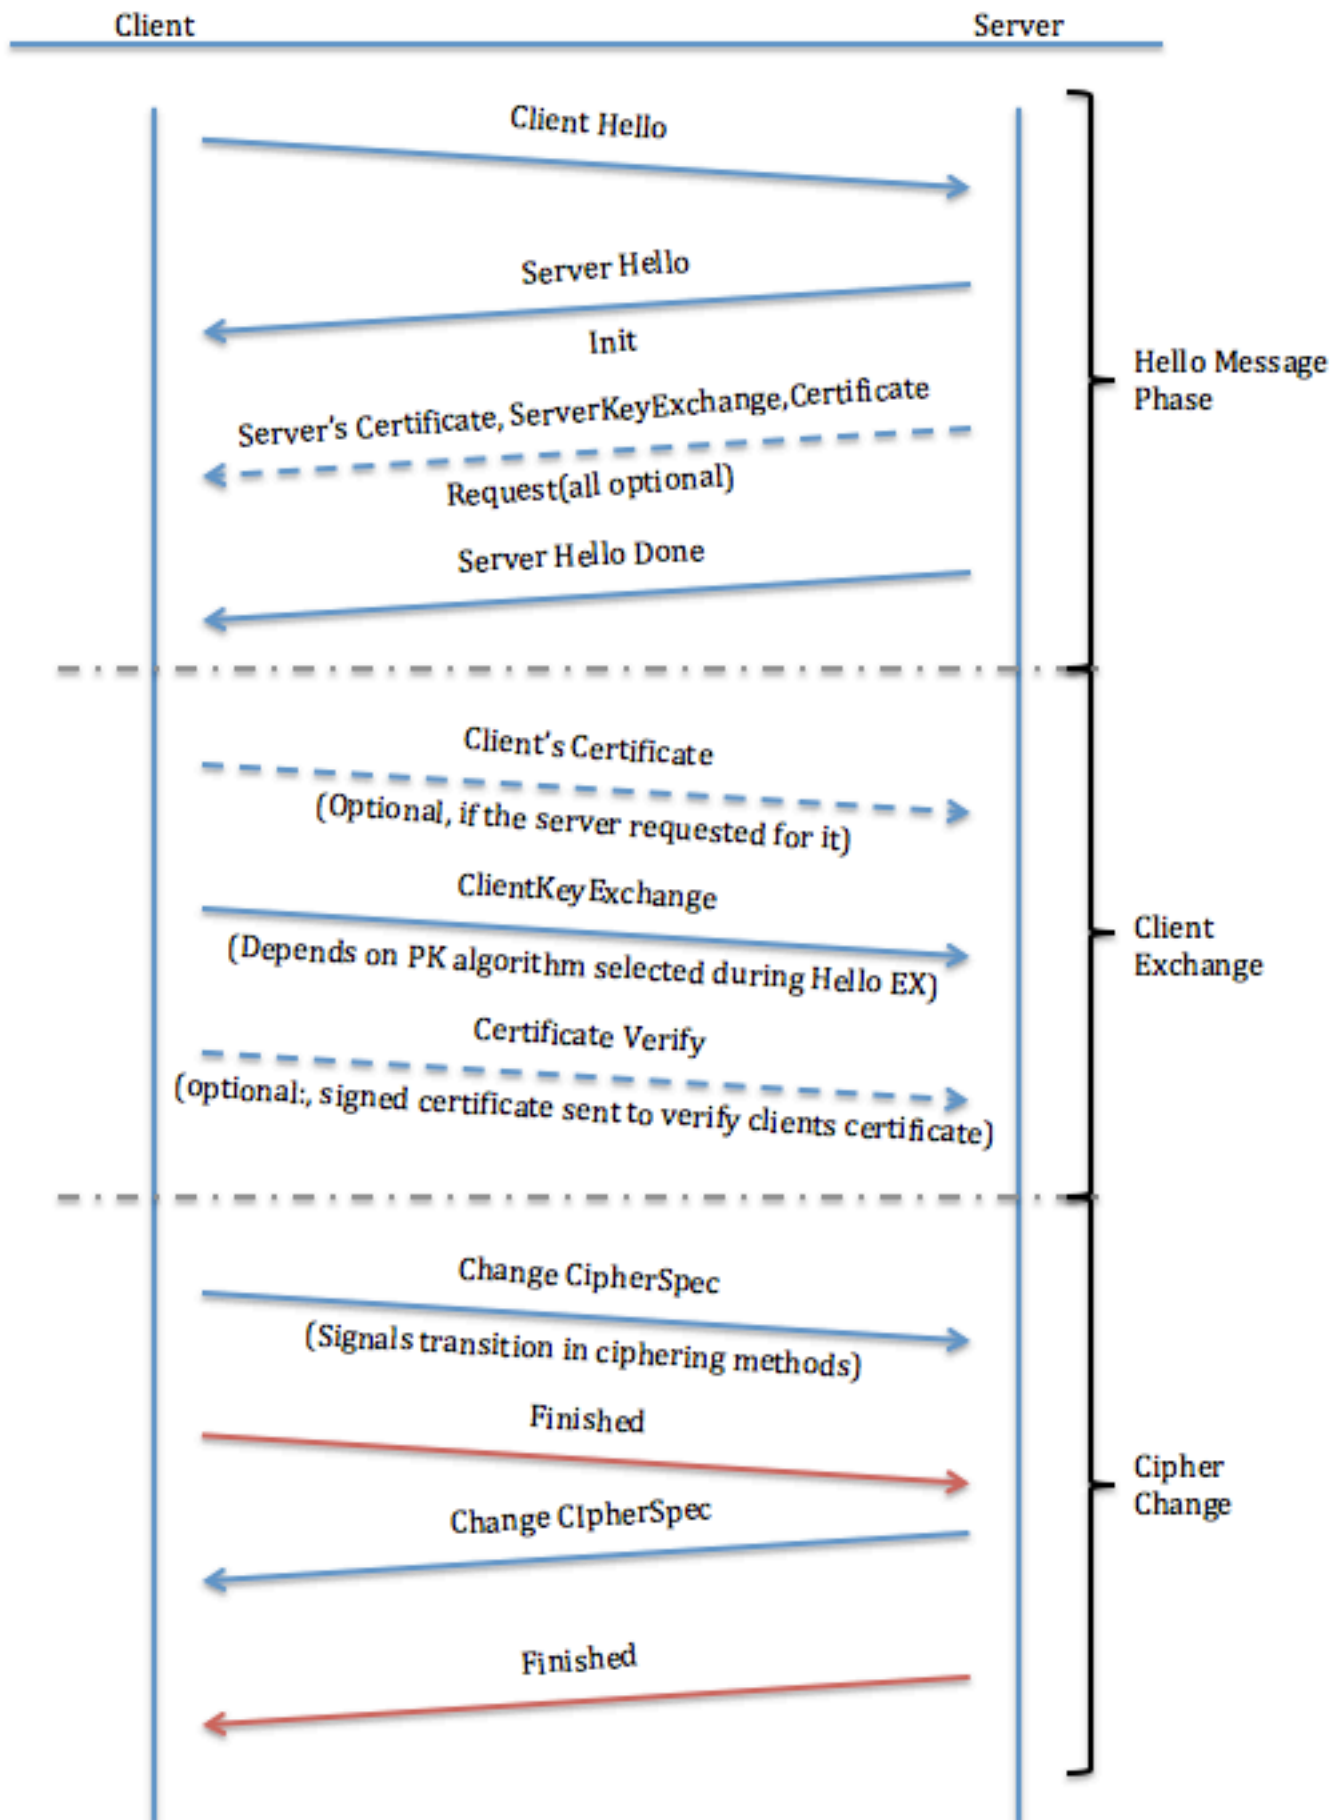 Client
Server
Client Hello
Server Hello
Init
Server's Certificate, ServerKeyExchange,Certificate
Request(all optional)
Server Hello Done
Hello Message
Phase
Client's Certificate
(Optional, if the server requested for it)
ClientKeyExchange
(Depends on PK algorithm selected during Hello EX)
Certificate Verify
(optional:, signed certificate sent to verify clients certificate)
Client
Exchange
Change CipherSpec
(Signals transition in ciphering methods)
Finished
Change CIpherSpec
Finished
Cipher
Change